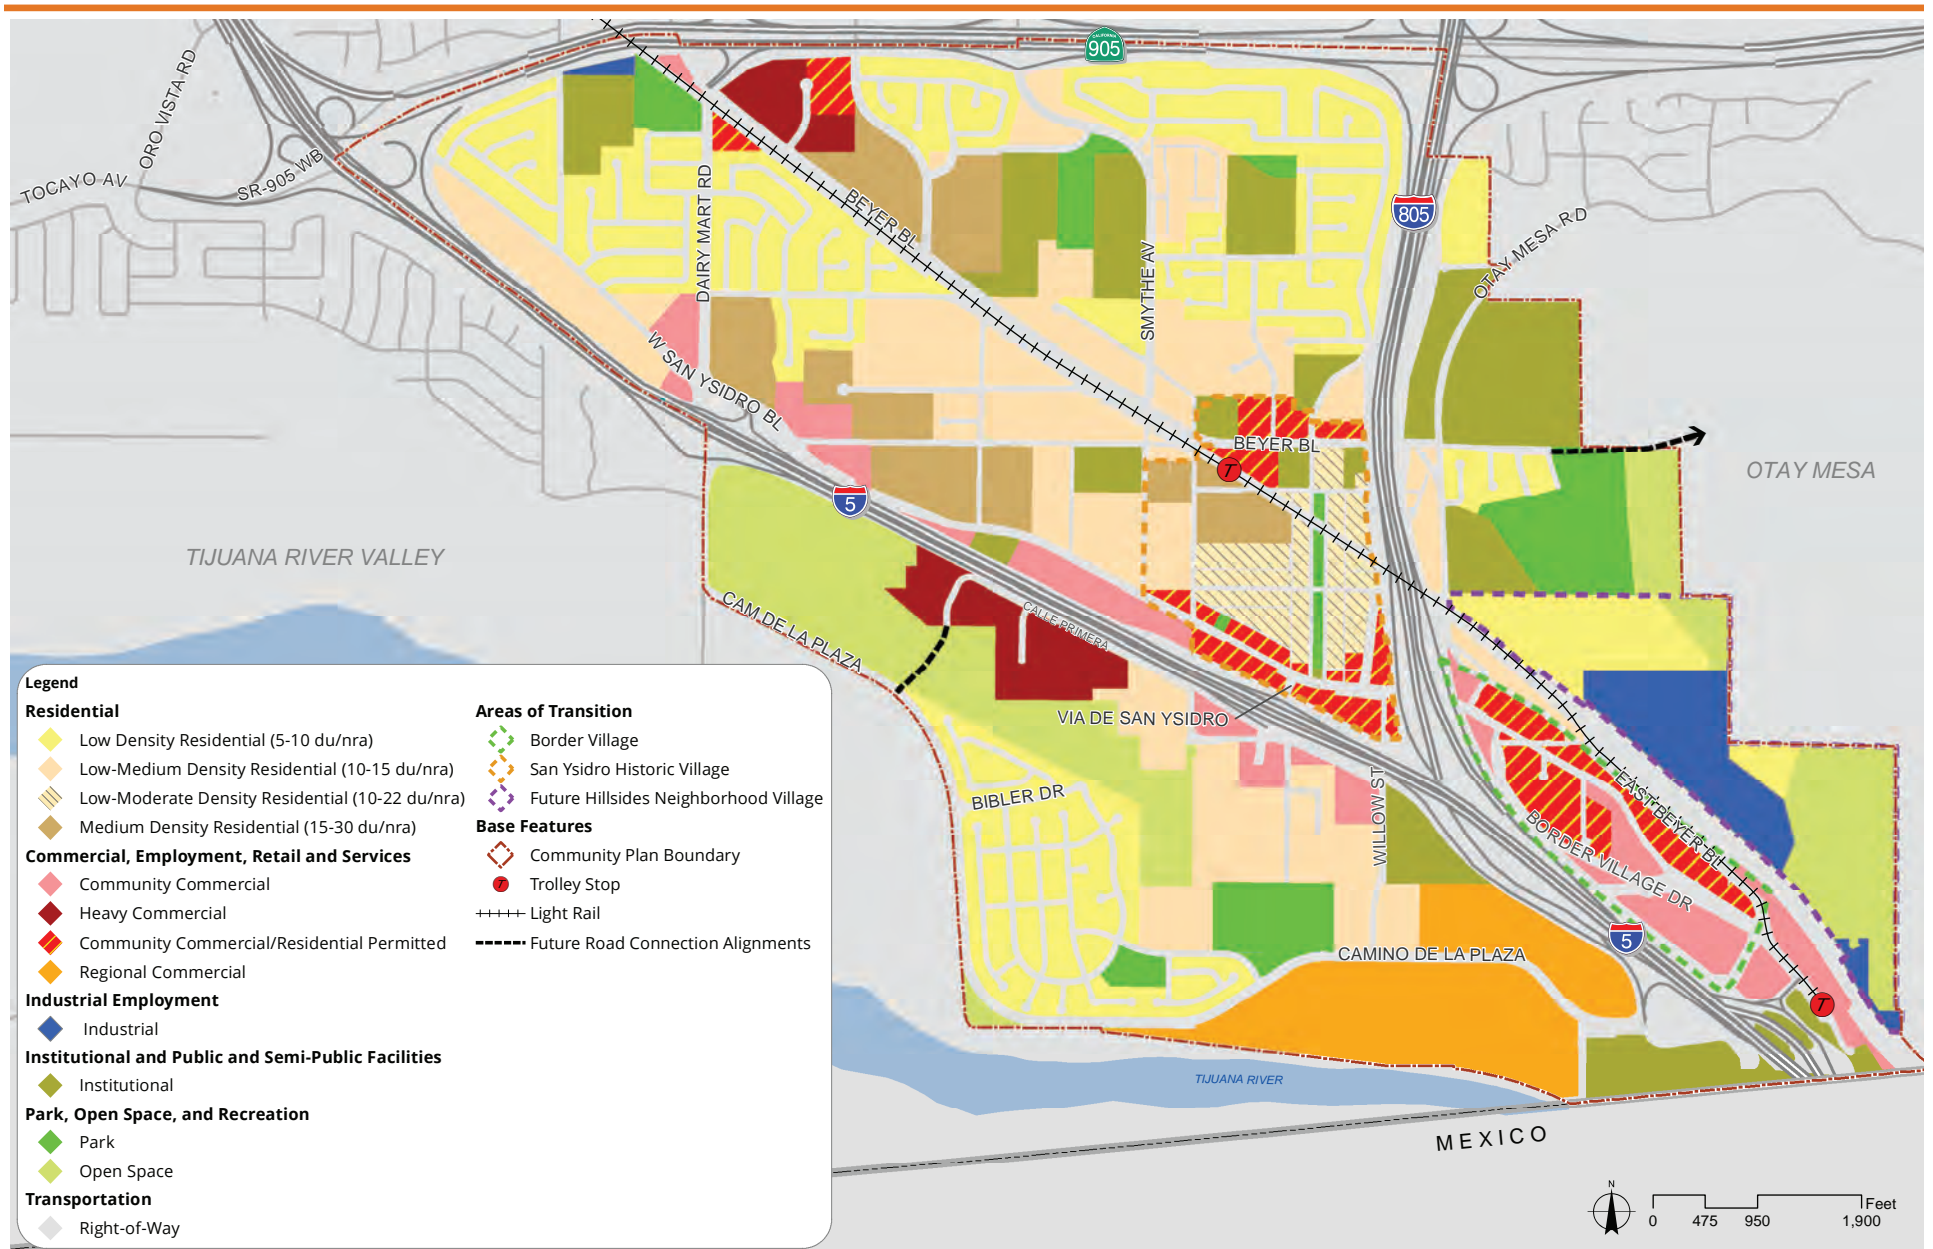 CALIFORNIA
905
ORO VISTA RD
TOCAYO AV
SR-905 WB
DAIRY MART RD
BEYER BL
SMYTHE AV
805
OTAY MESA RD
W SAN YSIDRO BL
BEYER BL
T
OTAY MESA
5
TIJUANA RIVER VALLEY
CAM DE LA PLAZA
CALLE PRIMERA
VIA DE SAN YSIDRO
BIBLER DR
WILLOW ST
EAST BEYER BL
BORDER VILLAGE DR
5
CAMINO DE LA PLAZA
T
TIJUANA RIVER
MEXICO
Legend
Residential
Low Density Residential (5-10 du/nra)
Low-Medium Density Residential (10-15 du/nra)
Low-Moderate Density Residential (10-22 du/nra)
Medium Density Residential (15-30 du/nra)
Commercial, Employment, Retail and Services
Community Commercial
Heavy Commercial
Community Commercial/Residential Permitted
Regional Commercial
Industrial Employment
Industrial
Institutional and Public and Semi-Public Facilities
Institutional
Park, Open Space, and Recreation
Park
Open Space
Transportation
Right-of-Way
Areas of Transition
Border Village
San Ysidro Historic Village
Future Hillsides Neighborhood Village
Base Features
Community Plan Boundary
T Trolley Stop
Light Rail
Future Road Connection Alignments
N
Feet
0 475 950 1,900